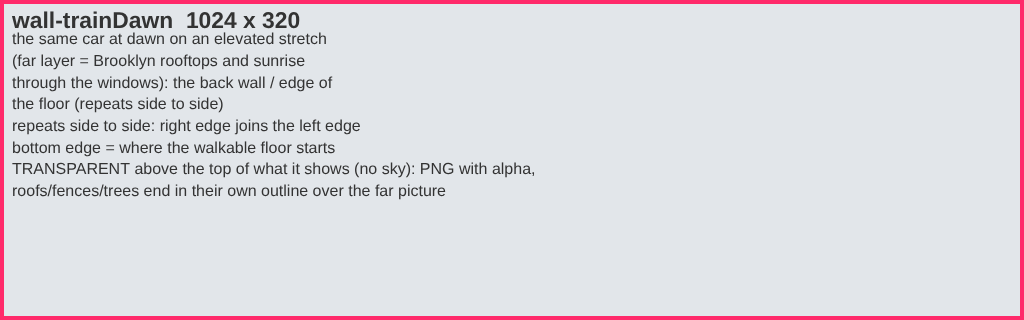 wall-trainDawn  1024 x 320
the same car at dawn on an elevated stretch
(far layer = Brooklyn rooftops and sunrise
through the windows): the back wall / edge of
the floor (repeats side to side)
repeats side to side: right edge joins the left edge
bottom edge = where the walkable floor starts
TRANSPARENT above the top of what it shows (no sky): PNG with alpha,
roofs/fences/trees end in their own outline over the far picture